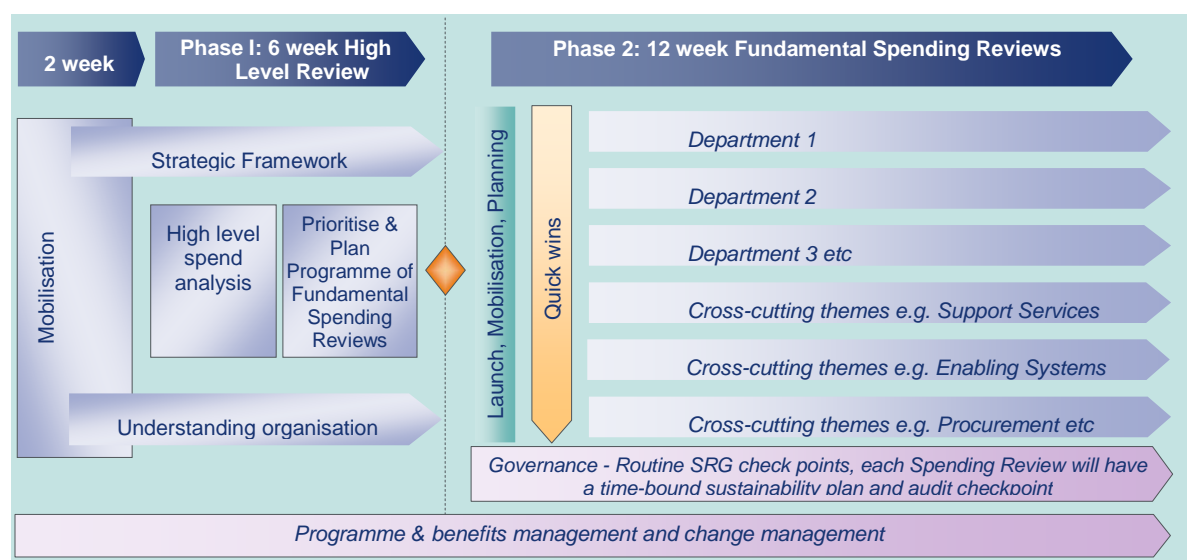 2 week
Phase I: 6 week High
Level Review
Phase 2: 12 week Fundamental Spending Reviews
Mobilisation
Strategic Framework
High level
spend
analysis
Prioritise &
Plan
Programme of
Fundamental
Spending
Reviews
Understanding organisation
Launch, Mobilisation, Planning
Quick wins
Department 1
Department 2
Department 3 etc
Cross-cutting themes e.g. Support Services
Cross-cutting themes e.g. Enabling Systems
Cross-cutting themes e.g. Procurement etc
Governance - Routine SRG check points, each Spending Review will have
a time-bound sustainability plan and audit checkpoint
Programme & benefits management and change management